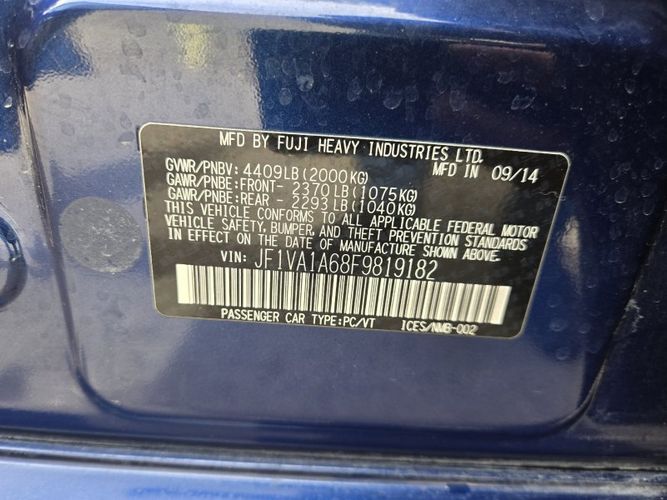 MFD BY FUJI HEAVY INDUSTRIES LTD.
MFD IN 09/14
GVWR/PNBV: 4409LB(2000KG)
GAWR/PNBE:FRONT- 2370LB(1075KG)
GAWR/PNBE:REAR - 2293LB(1040KG)
THIS VEHICLE CONFORMS TO ALL APPLICABLE FEDERAL MOTOR
VEHICLE SAFETY, BUMPER, AND THEFT PREVENTION STANDARDS
IN EFFECT ON THE DATE OF MANUFACTURE SHOWN ABOVE.
VIN: JF1VA1A68F9819182
PASSENGER CAR TYPE:PC/VT ICES/NMB-002